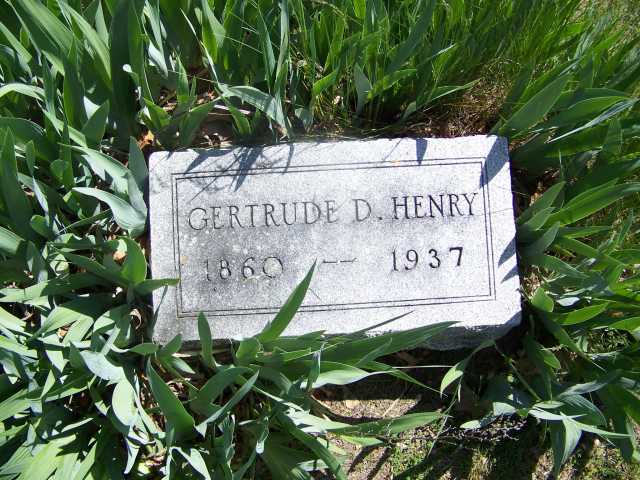 GERTRUDE D. HENRY
1860 — 1937